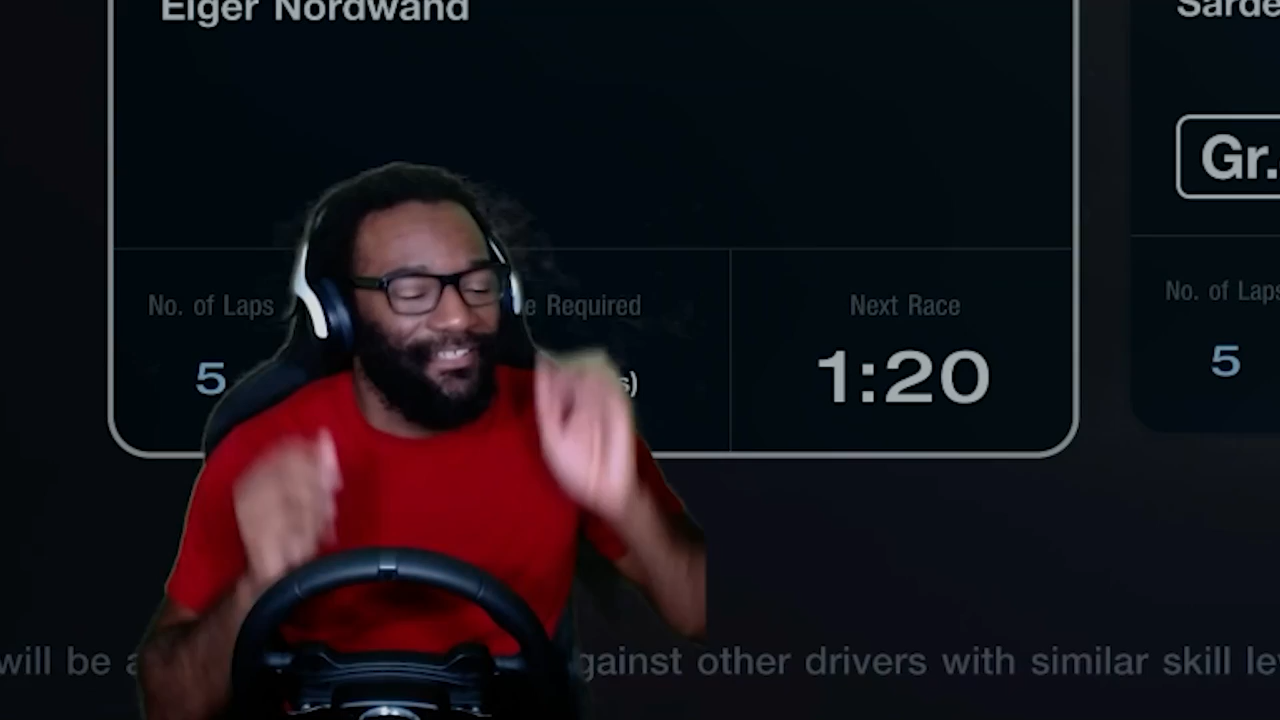 Eiger Nordwand
Sarde
Gr.
No. of Laps
e Required
Next Race
No. of Laps
5
s)
1:20
5
will be a
gainst other drivers with similar skill le